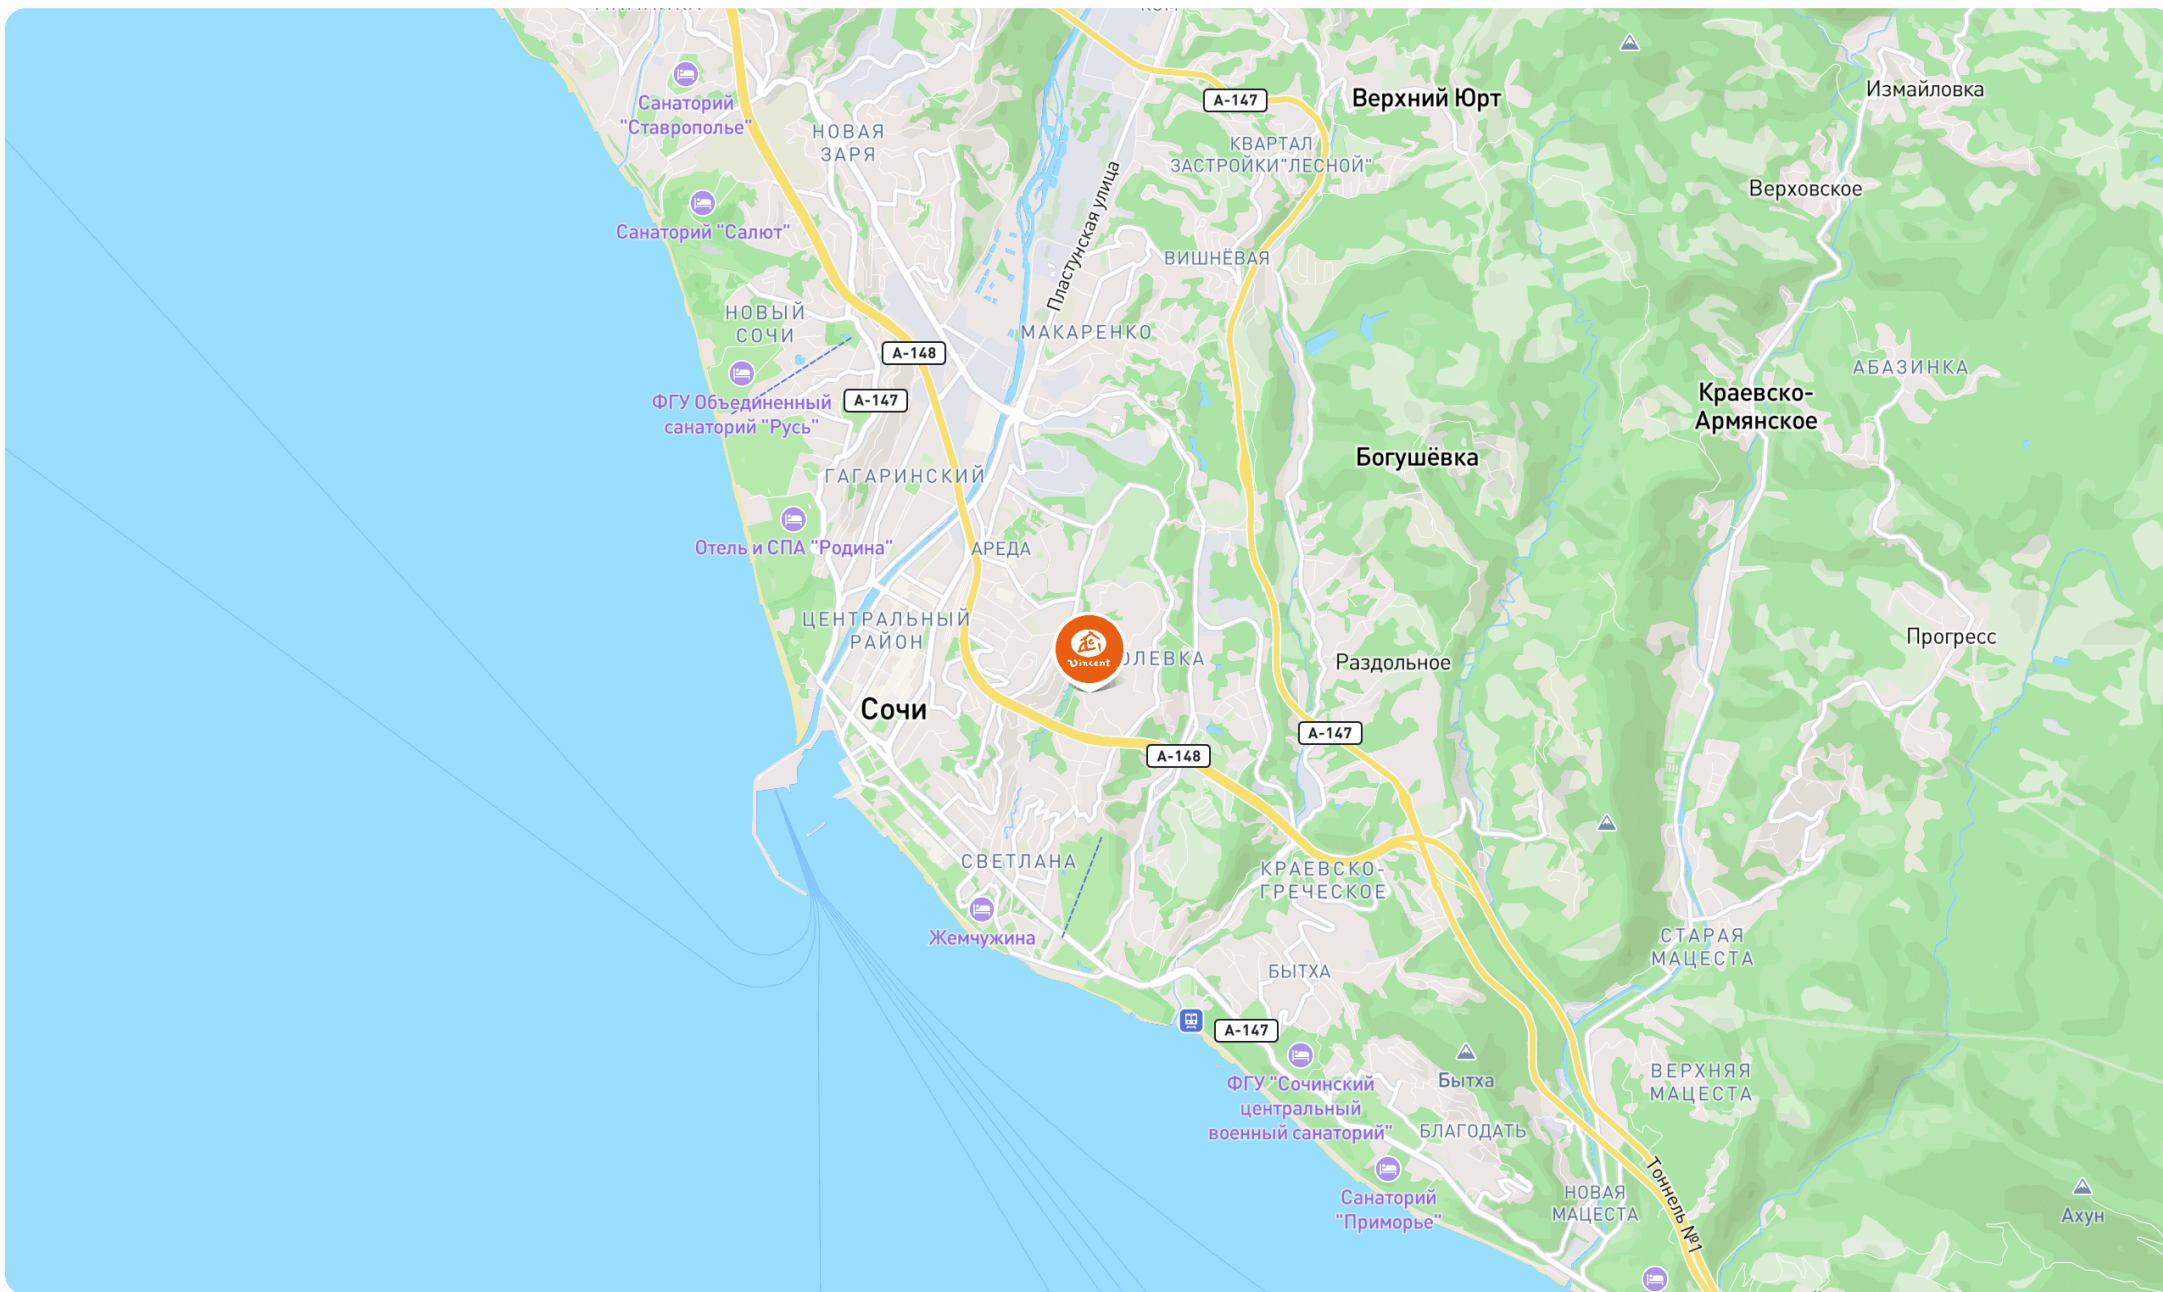 Санаторий
"Ставрополье"
НОВАЯ
ЗАРЯ
А-147
Верхний Юрт
КВАРТАЛ
ЗАСТРОЙКИ"ЛЕСНОЙ"
Измайловка
Верховское
Санаторий "Салют"
Пластунская улица
ВИШНЁВАЯ
НОВЫЙ
СОЧИ
МАКАРЕНКО
А-148
АБАЗИНКА
ФГУ Объединенный
санаторий "Русь"
А-147
Краевско-
Армянское
Богушёвка
ГАГАРИНСКИЙ
Отель и СПА "Родина"
АРЕДА
ЦЕНТРАЛЬНЫЙ
РАЙОН
Vincent
ОЛЕВКА
Раздольное
Прогресс
Сочи
А-147
А-148
СВЕТЛАНА
КРАЕВСКО-
ГРЕЧЕСКОЕ
Жемчужина
СТАРАЯ
МАЦЕСТА
БЫТХА
А-147
ФГУ "Сочинский
центральный
военный санаторий"
Бытха
ВЕРХНЯЯ
МАЦЕСТА
БЛАГОДАТЬ
Санаторий
"Приморье"
НОВАЯ
МАЦЕСТА
Тоннель №1
Ахун